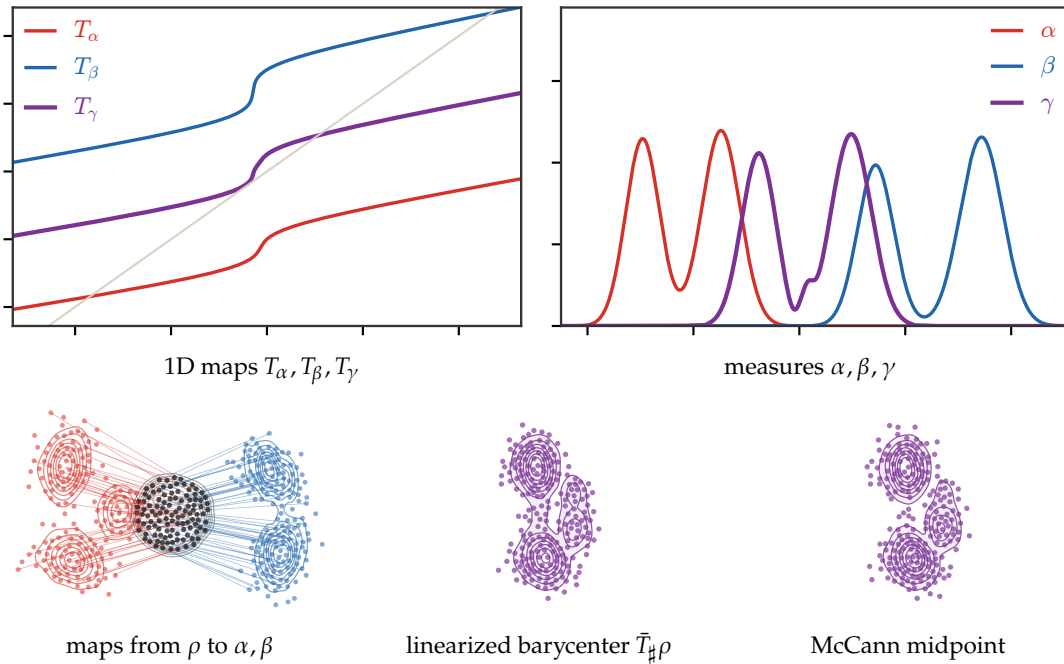 T_α
T_β
T_γ
α
β
γ
1D maps T_α, T_β, T_γ
measures α, β, γ
maps from ρ to α, β
linearized barycenter T̄_♯ρ
McCann midpoint